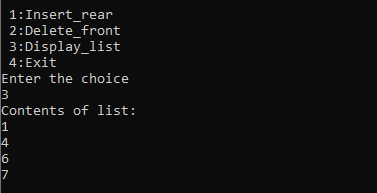 1:Insert_rear
2:Delete_front
3:Display_list
4:Exit
Enter the choice
3
Contents of list:
1
4
6
7